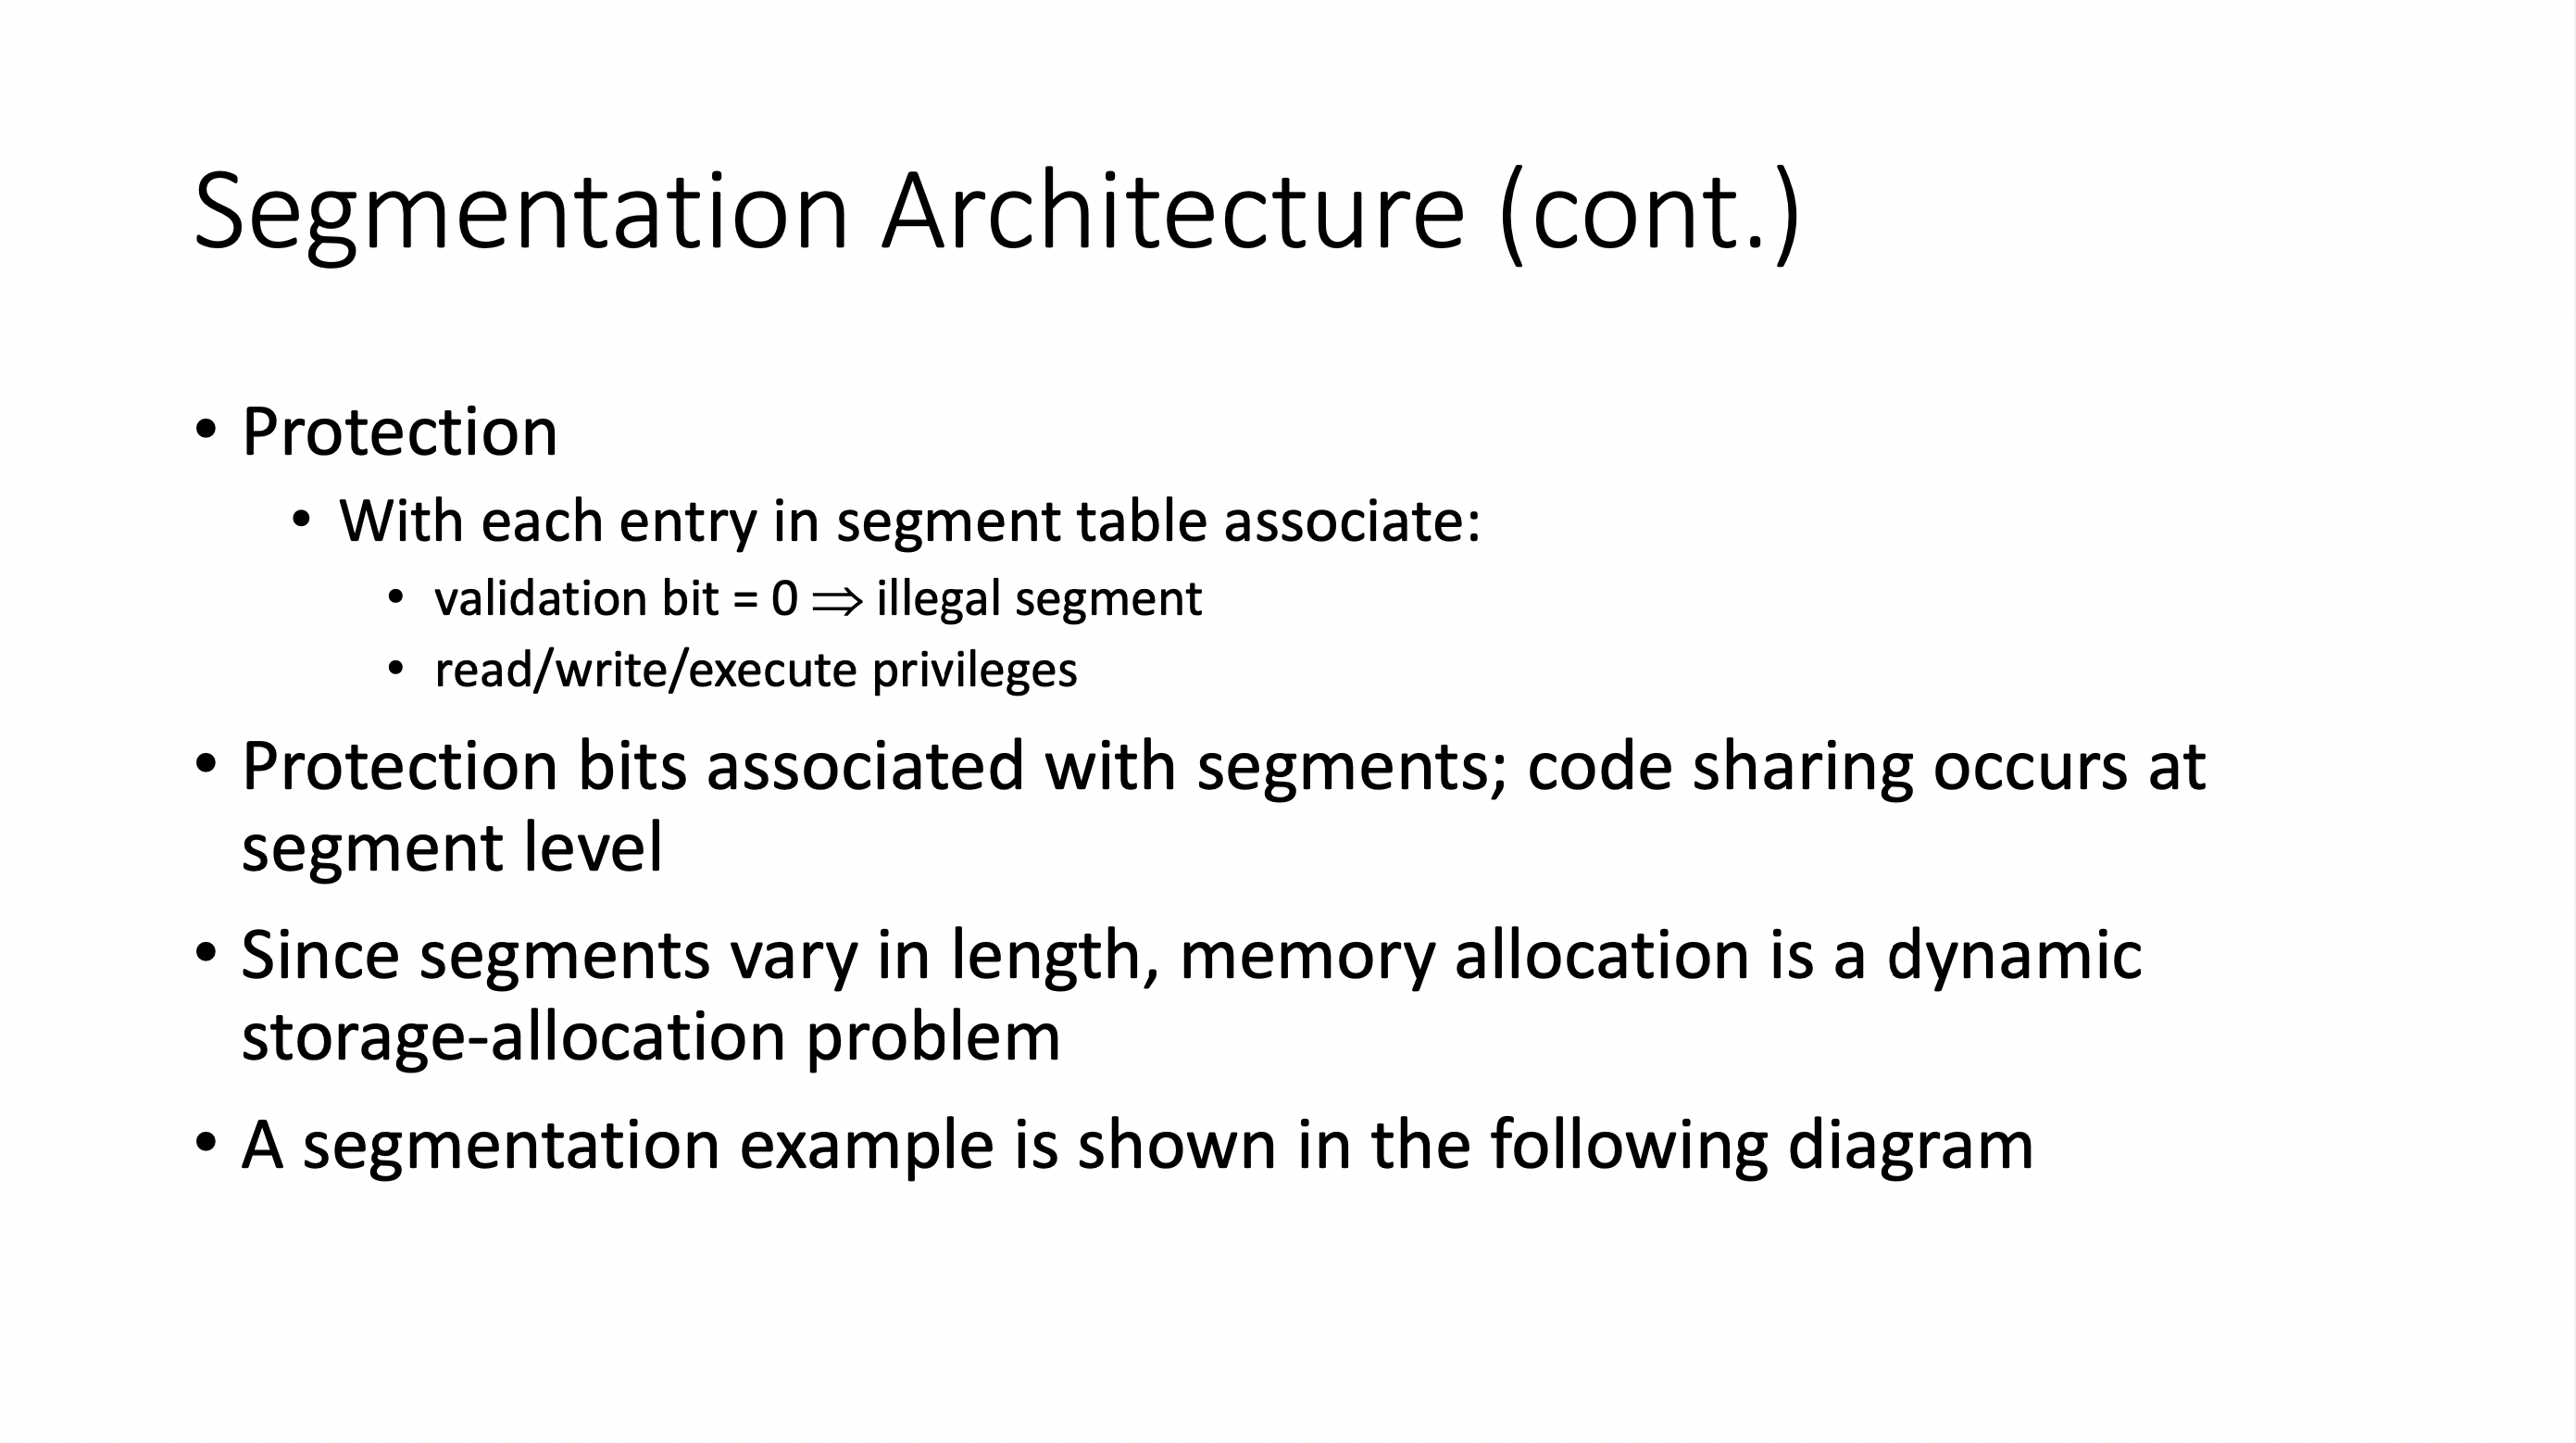 Segmentation Architecture (cont.)
• Protection
• With each entry in segment table associate:
• validation bit = 0 ⇒ illegal segment
• read/write/execute privileges
• Protection bits associated with segments; code sharing occurs at
segment level
• Since segments vary in length, memory allocation is a dynamic
storage-allocation problem
• A segmentation example is shown in the following diagram